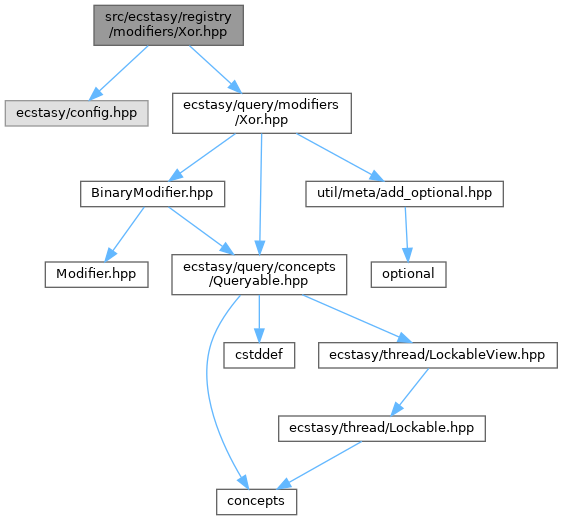 src/ecstasy/registry
/modifiers/Xor.hpp
ecstasy/config.hpp
ecstasy/query/modifiers
/Xor.hpp
BinaryModifier.hpp
util/meta/add_optional.hpp
Modifier.hpp
ecstasy/query/concepts
/Queryable.hpp
optional
cstddef
ecstasy/thread/LockableView.hpp
ecstasy/thread/Lockable.hpp
concepts